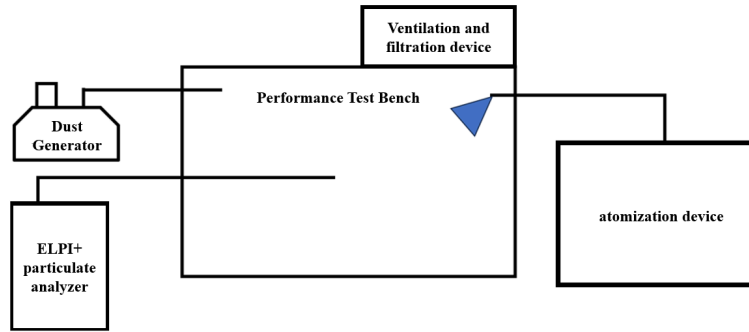 Ventilation and
filtration device
Performance Test Bench
Dust
Generator
ELPI+
particulate
analyzer
atomization device